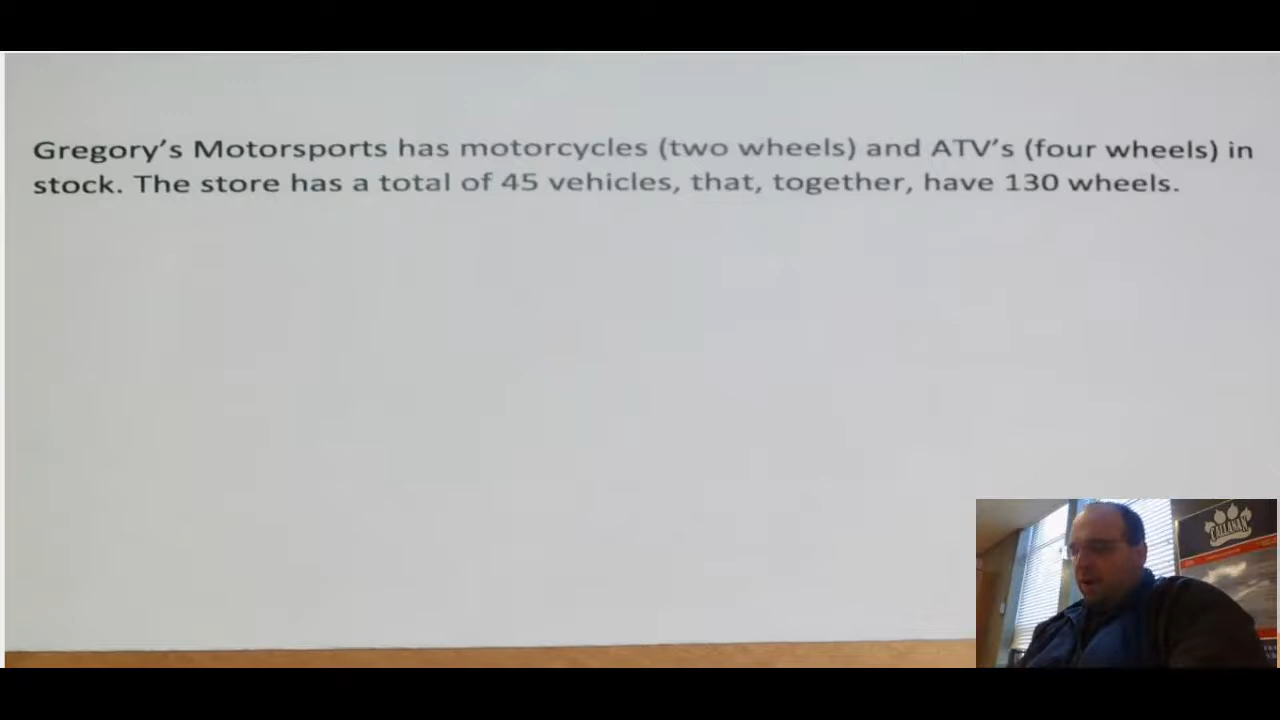 Gregory's Motorsports has motorcycles (two wheels) and ATV's (four wheels) in
stock. The store has a total of 45 vehicles, that, together, have 130 wheels.
CALLANAN